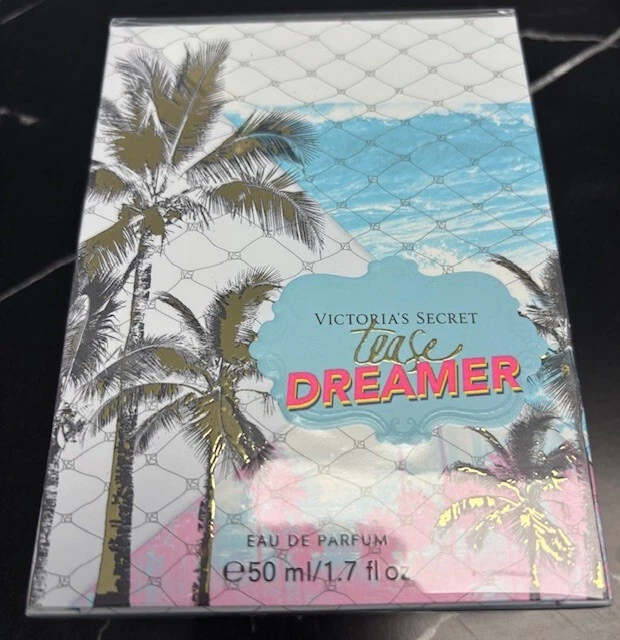 VICTORIA'S SECRET
tease
DREAMER
EAU DE PARFUM
℮50 ml/1.7 fl oz